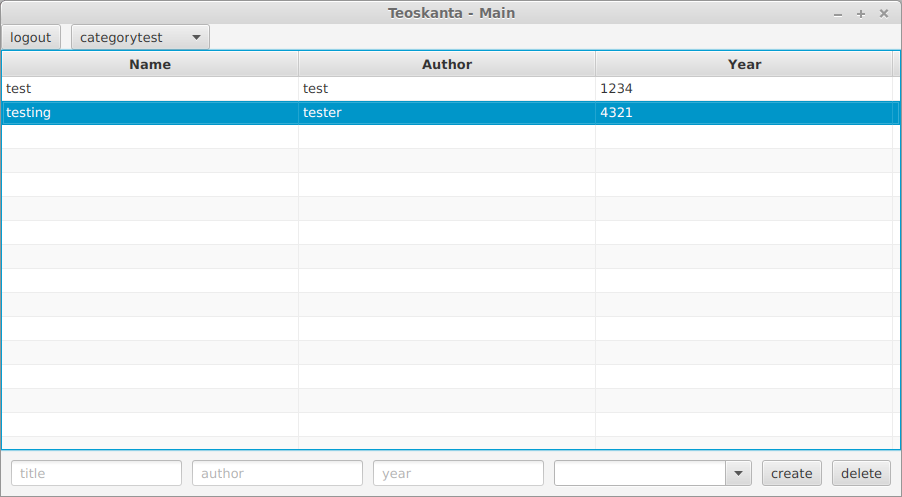 Teoskanta - Main
logout categorytest
Name Author Year
test test 1234
testing tester 4321
title author year create delete